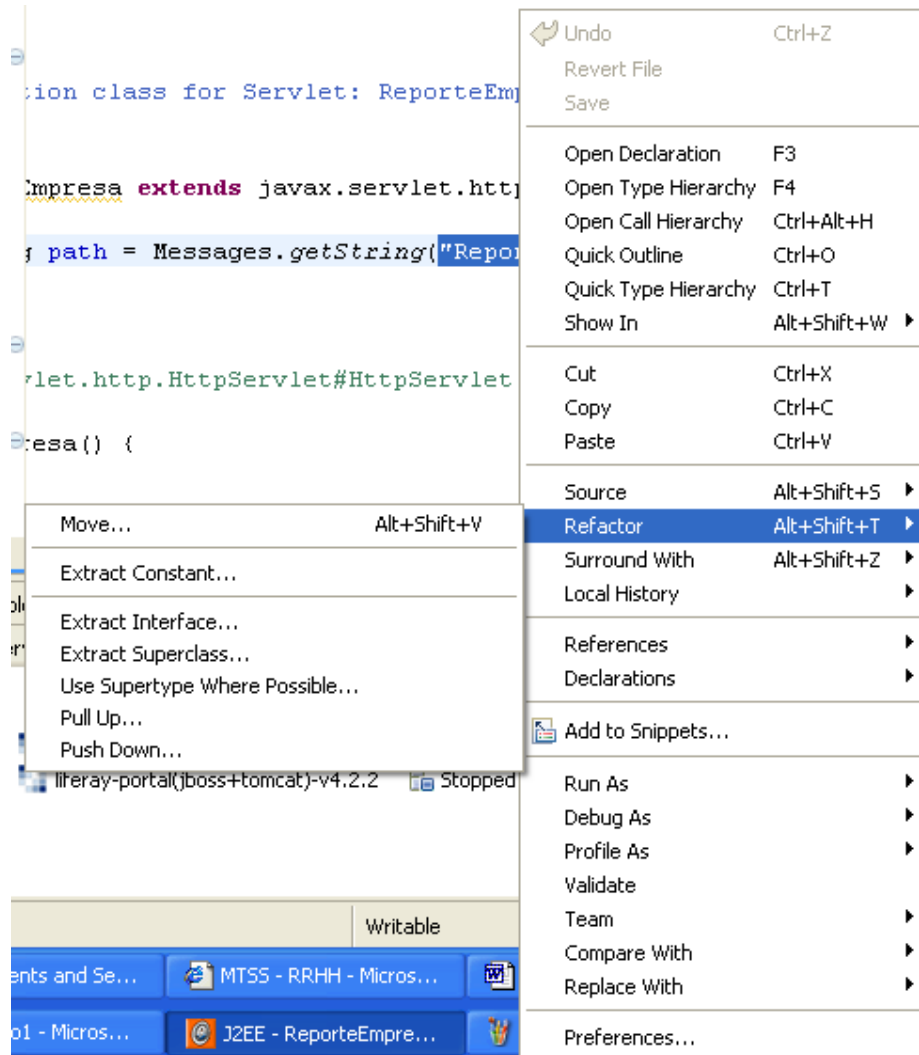 Undo Ctrl+Z
Revert File
Save
tion class for Servlet: ReporteEmp
Open Declaration F3
Empresa extends javax.servlet.http
Open Type Hierarchy F4
Open Call Hierarchy Ctrl+Alt+H
path = Messages.getString("Repor
Quick Outline Ctrl+O
Quick Type Hierarchy Ctrl+T
Show In Alt+Shift+W
vlet.http.HttpServlet#HttpServlet
Cut Ctrl+X
Copy Ctrl+C
Paste Ctrl+V
resa() {
Source Alt+Shift+S
Refactor Alt+Shift+T
Surround With Alt+Shift+Z
Local History
References
Declarations
Add to Snippets...
Run As
Debug As
Profile As
Validate
Team
Compare With
Replace With
Preferences...
Move... Alt+Shift+V
Extract Constant...
Extract Interface...
Extract Superclass...
Use Supertype Where Possible...
Pull Up...
Push Down...
liferay-portal(jboss+tomcat)-v4.2.2 Stopped
Writable
ents and Se... MTSS - RRHH - Micros...
o1 - Micros... J2EE - ReporteEmpre...